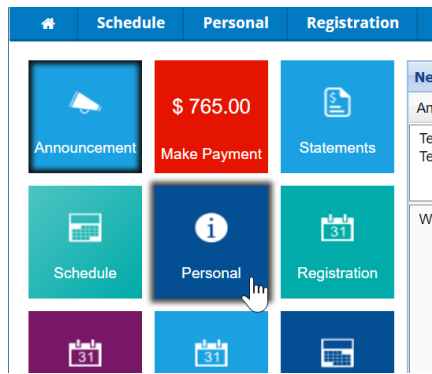 Schedule Personal Registration
Ne
$ 765.00
An
Announcement Make Payment Statements
Te
Te
W
Schedule Personal Registration
31
31 31